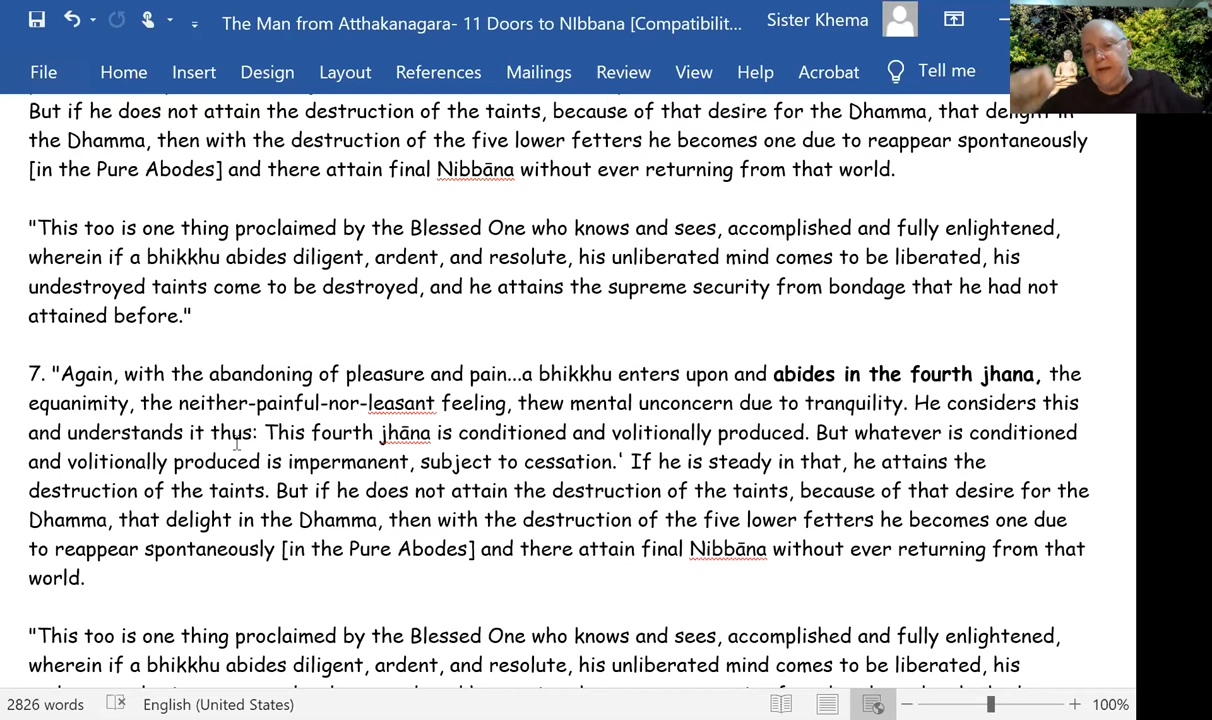 The Man from Atthakanagara- 11 Doors to NIbbana [Compatibilit...
Sister Khema
File Home Insert Design Layout References Mailings Review View Help Acrobat Tell me
But if he does not attain the destruction of the taints, because of that desire for the Dhamma, that delight in
the Dhamma, then with the destruction of the five lower fetters he becomes one due to reappear spontaneously
[in the Pure Abodes] and there attain final Nibbāna without ever returning from that world.
"This too is one thing proclaimed by the Blessed One who knows and sees, accomplished and fully enlightened,
wherein if a bhikkhu abides diligent, ardent, and resolute, his unliberated mind comes to be liberated, his
undestroyed taints come to be destroyed, and he attains the supreme security from bondage that he had not
attained before."
7. "Again, with the abandoning of pleasure and pain...a bhikkhu enters upon and abides in the fourth jhana, the
equanimity, the neither-painful-nor-leasant feeling, thew mental unconcern due to tranquility. He considers this
and understands it thus: This fourth jhāna is conditioned and volitionally produced. But whatever is conditioned
and volitionally produced is impermanent, subject to cessation.' If he is steady in that, he attains the
destruction of the taints. But if he does not attain the destruction of the taints, because of that desire for the
Dhamma, that delight in the Dhamma, then with the destruction of the five lower fetters he becomes one due
to reappear spontaneously [in the Pure Abodes] and there attain final Nibbāna without ever returning from that
world.
"This too is one thing proclaimed by the Blessed One who knows and sees, accomplished and fully enlightened,
wherein if a bhikkhu abides diligent, ardent, and resolute, his unliberated mind comes to be liberated, his
2826 words English (United States) 100%